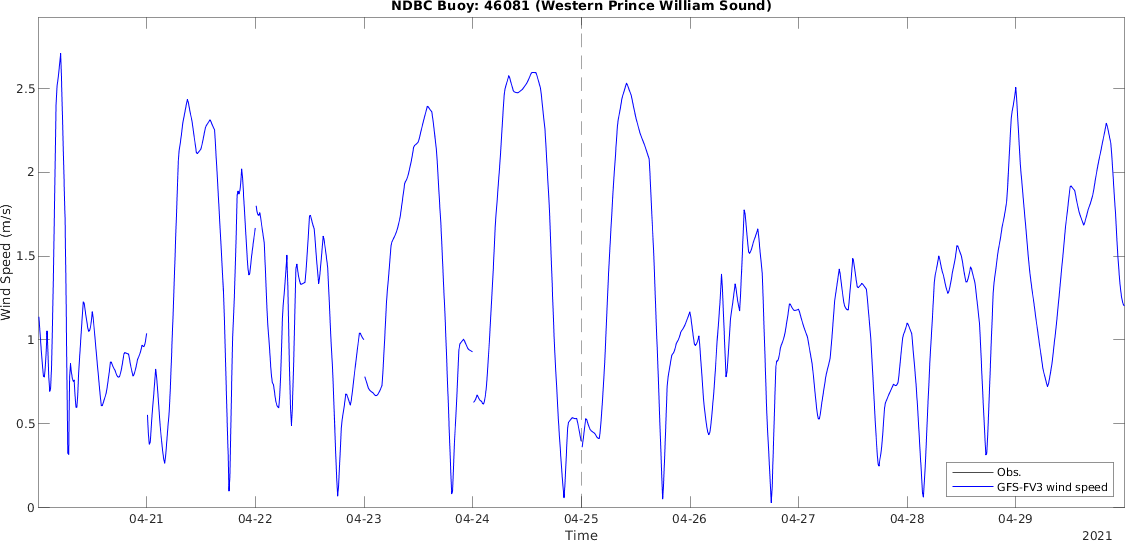 NDBC Buoy: 46081 (Western Prince William Sound)
Wind Speed (m/s)
2.5
2
1.5
1
0.5
0
04-21 04-22 04-23 04-24 04-25 04-26 04-27 04-28 04-29
Time
2021
Obs.
GFS-FV3 wind speed